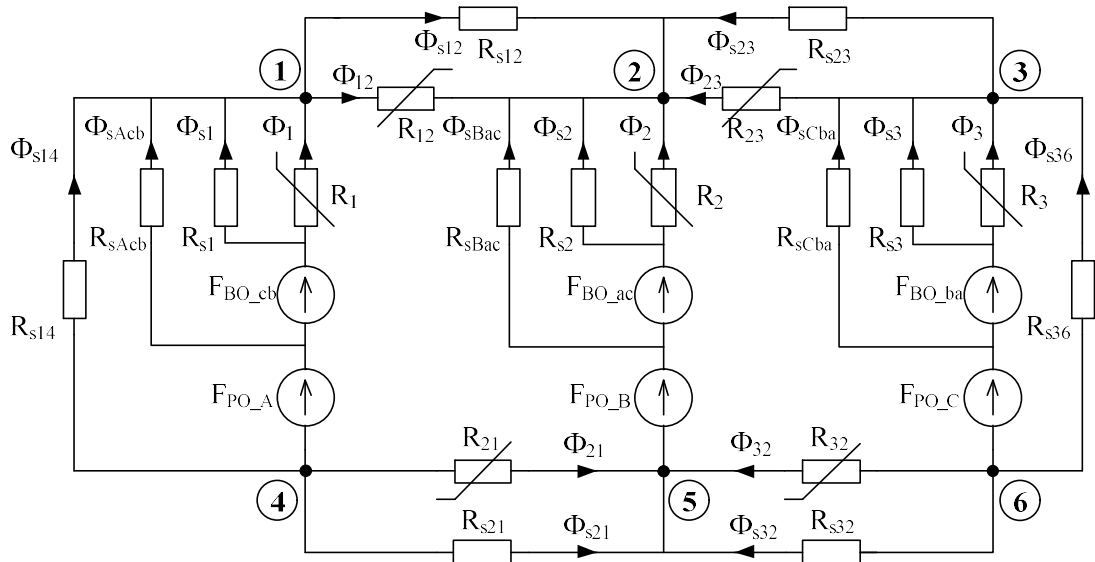 Φs12 Rs12 Φs23 Rs23
1 2 3
Φ12 R12 Φ23 R23
Φs14 ΦsAcb Φs1 Φ1 ΦsBac Φs2 Φ2 ΦsCba Φs3 Φ3 Φs36
RsAcb Rs1 R1 RsBac Rs2 R2 RsCba Rs3 R3
Rs14 FBO_cb FBO_ac FBO_ba Rs36
FPO_A FPO_B FPO_C
R21 Φ21 Φ32 R32
4 5 6
Rs21 Φs21 Φs32 Rs32